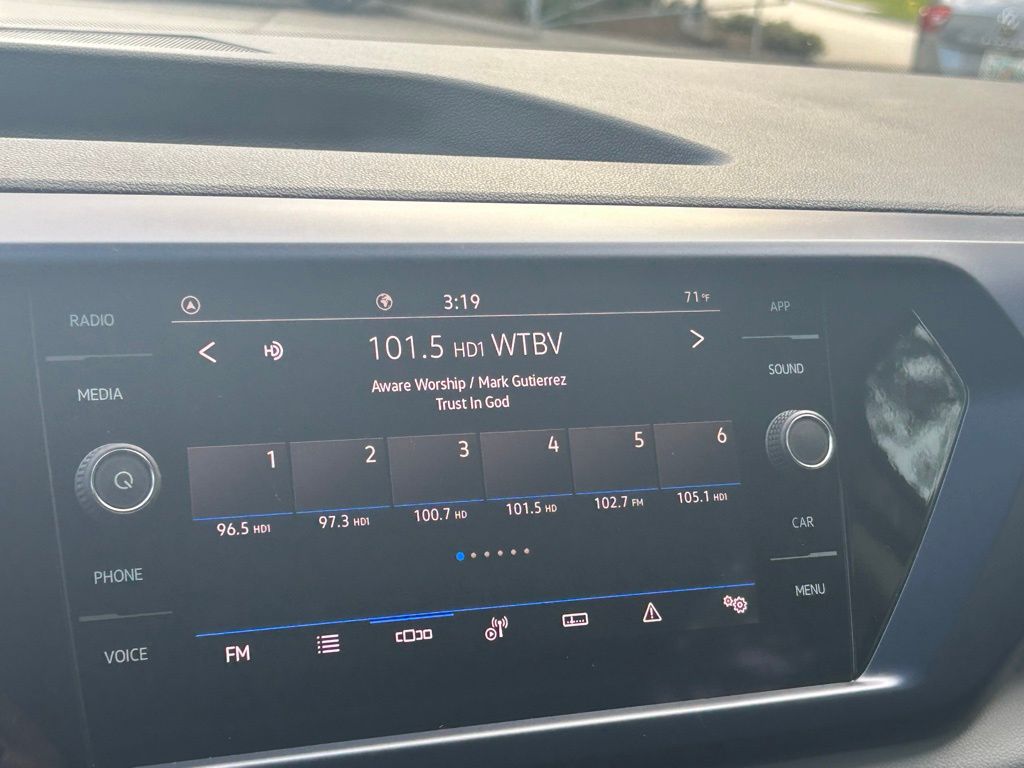 RADIO
MEDIA
PHONE
VOICE
3:19
71°F
HD
101.5 HD1 WTBV
Aware Worship / Mark Gutierrez
Trust In God
1 2 3 4 5 6
96.5 HD1 97.3 HD1 100.7 HD 101.5 HD 102.7 FM 105.1 HD1
FM
APP
SOUND
CAR
MENU